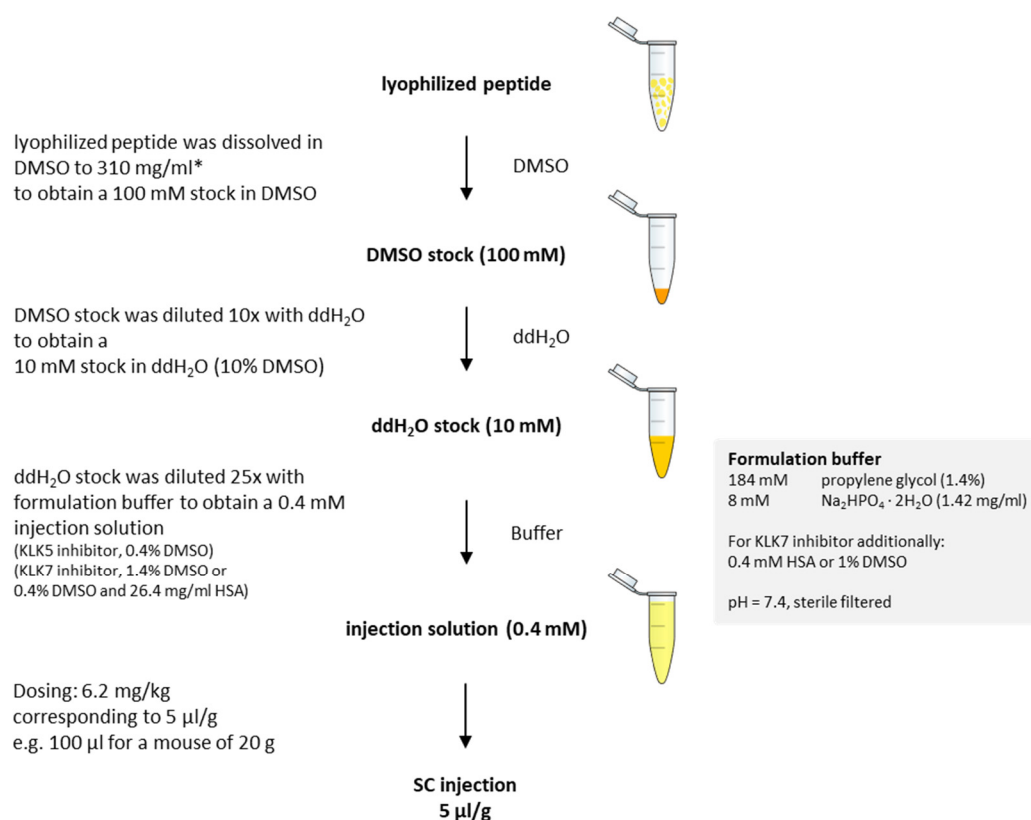 lyophilized peptide
lyophilized peptide was dissolved in
DMSO to 310 mg/ml*
to obtain a 100 mM stock in DMSO
DMSO
DMSO stock (100 mM)
DMSO stock was diluted 10x with ddH₂O
to obtain a
10 mM stock in ddH₂O (10% DMSO)
ddH₂O
ddH₂O stock (10 mM)
ddH₂O stock was diluted 25x with
formulation buffer to obtain a 0.4 mM
injection solution
(KLK5 inhibitor, 0.4% DMSO)
(KLK7 inhibitor, 1.4% DMSO or
0.4% DMSO and 26.4 mg/ml HSA)
Buffer
Formulation buffer
184 mM propylene glycol (1.4%)
8 mM Na₂HPO₄ · 2H₂O (1.42 mg/ml)
For KLK7 inhibitor additionally:
0.4 mM HSA or 1% DMSO
pH = 7.4, sterile filtered
injection solution (0.4 mM)
Dosing: 6.2 mg/kg
corresponding to 5 µl/g
e.g. 100 µl for a mouse of 20 g
SC injection
5 µl/g